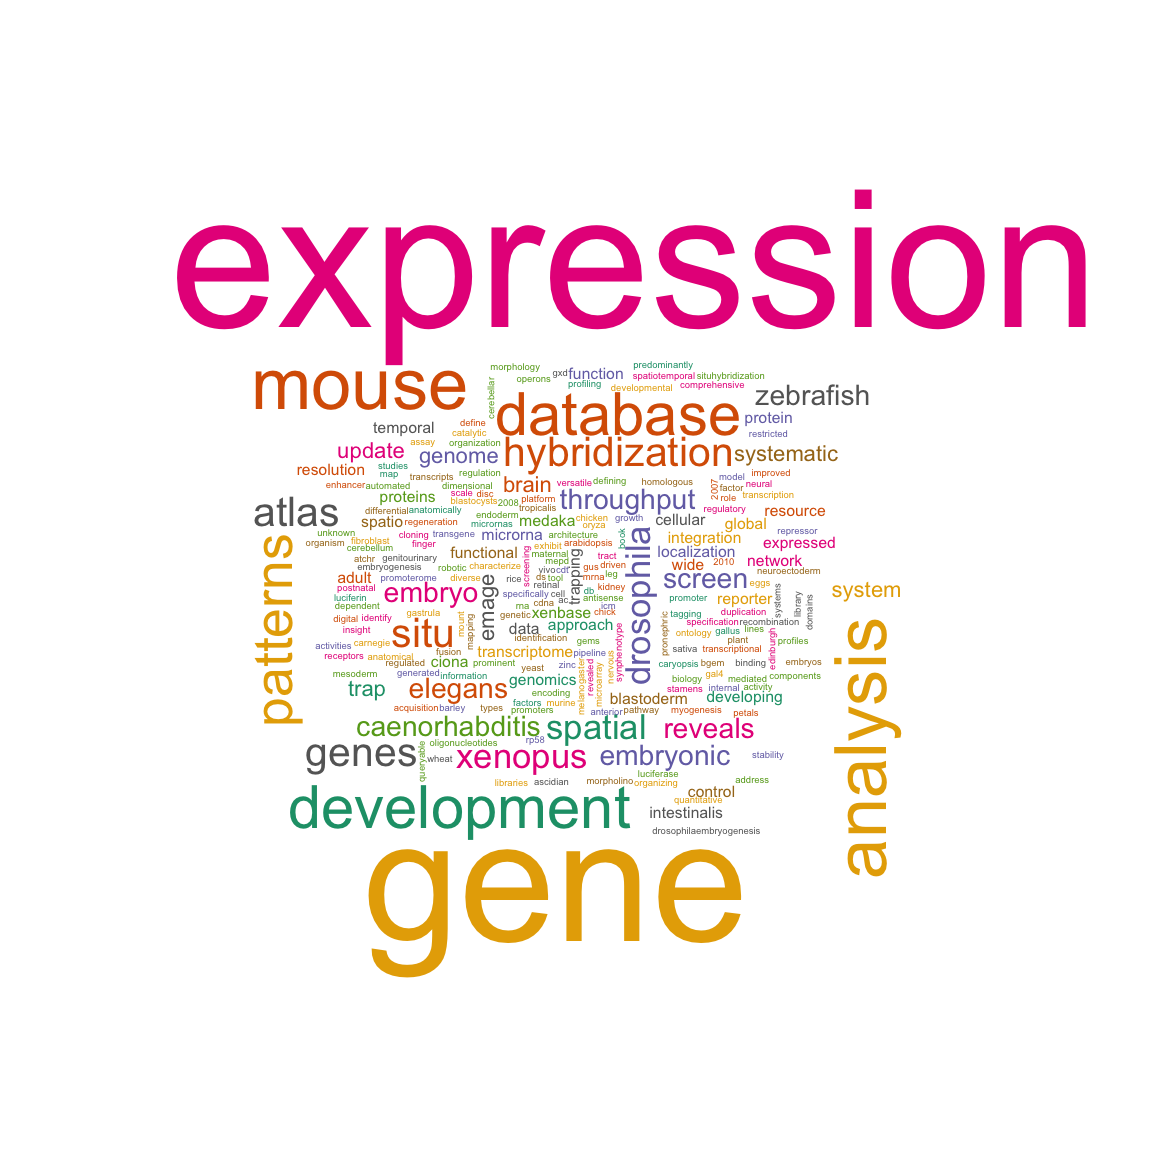 expression
mouse
morphology
gxd
function
predominantly
spatiotemporal
situhybridization
operons
profiling
developmental
comprehensive
cerebellar
zebrafish
database
temporal
define
catalytic
protein
restricted
update
assay
organization
genome
hybridization
systematic
resolution
studies
map
transcripts
regulation
brain
versatile
defining
homologous
model
improved
enhancer
automated
dimensional
scale
disc
platform
2007
factor
neural
role
transcription
proteins
blastocysts
2008
tropicalis
throughput
atlas
differential
anatomically
endoderm
medaka
chicken
growth
oryza
cellular
regulatory
resource
spatio
regeneration
micrornas
global
unknown
cloning
transgene
microrna
architecture
book
drosophila
integration
repressor
organism
fibroblast
finger
arabidopsis
expressed
cerebellum
functional
exhibit
maternal
trapping
tract
localization
atchr
genitourinary
screening
mepd
gus
driven
wide
2010
network
patterns
embryogenesis
robotic
characterize
vivo
cdt
leg
neuroectoderm
adult
promoterome
diverse
rice
ds
tool
mrna
screen
eggs
system
postnatal
embryo
emage
retinal
db
kidney
luciferin
specifically
cell
antisense
promoter
reporter
systems
library
domains
dependent
rna
cdna
ac
icm
digital
identify
gastrula
mount
mapping
genetic
xenbase
chick
pronephric
tagging
duplication
insight
situ
data
approach
specification
recombination
activities
carnegie
identification
gems
synphenotype
ontology
gallus
lines
plant
profiles
edinburgh
receptors
anatomical
fusion
transcriptome
pipeline
nervous
sativa
transcriptional
analysis
regulated
ciona
prominent
yeast
zinc
melanogaster
revealed
microarray
caryopsis
bgem
binding
embryos
mesoderm
generated
information
genomics
biology
gal4
mediated
components
trap
elegans
encoding
blastoderm
stamens
internal
activity
factors
murine
developing
acquisition
barley
types
promoters
anterior
pathway
myogenesis
petals
caenorhabditis
spatial
reveals
genes
queryable
oligonucleotides
rp58
wheat
xenopus
embryonic
stability
libraries
ascidian
morpholino
luciferase
organizing
address
development
control
quantitative
intestinalis
drosophilaembryogenesis
gene